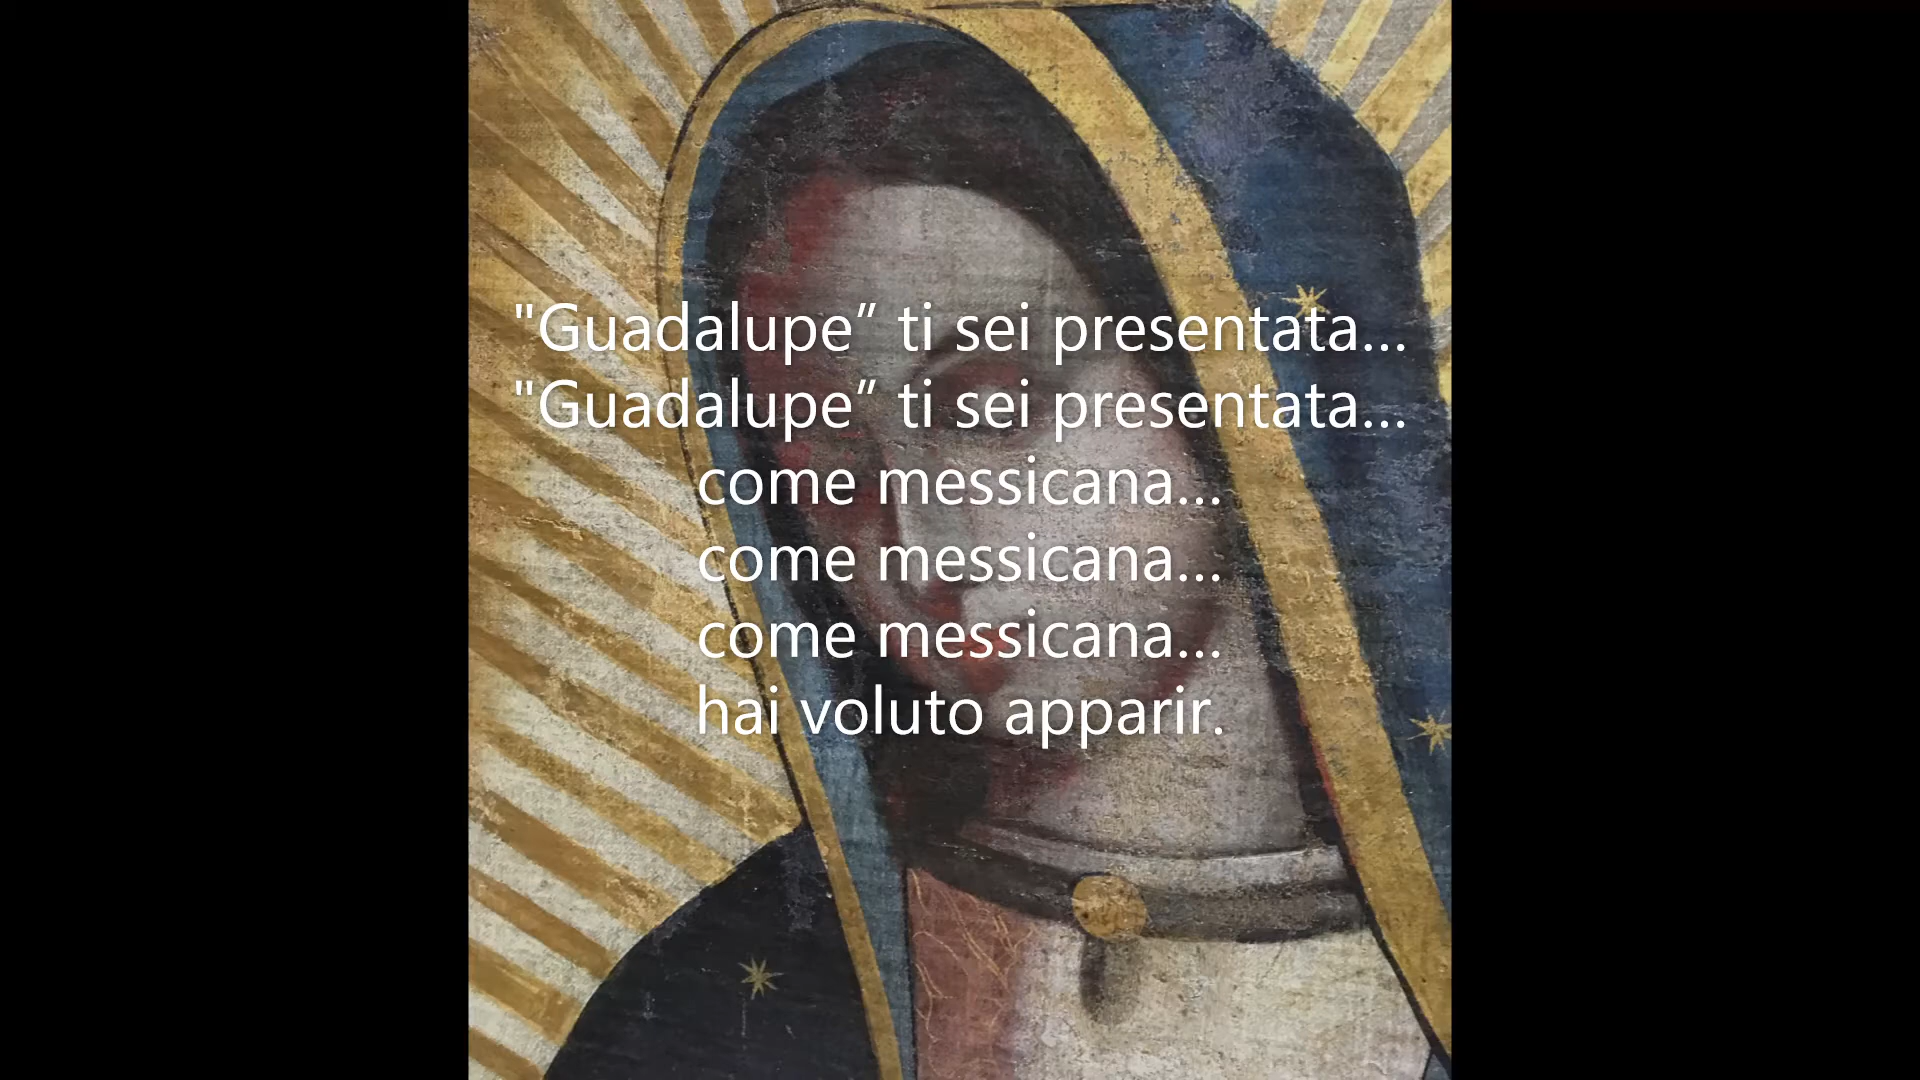 "Guadalupe” ti sei presentata...
"Guadalupe” ti sei presentata...
come messicana...
come messicana...
come messicana...
hai voluto apparir.